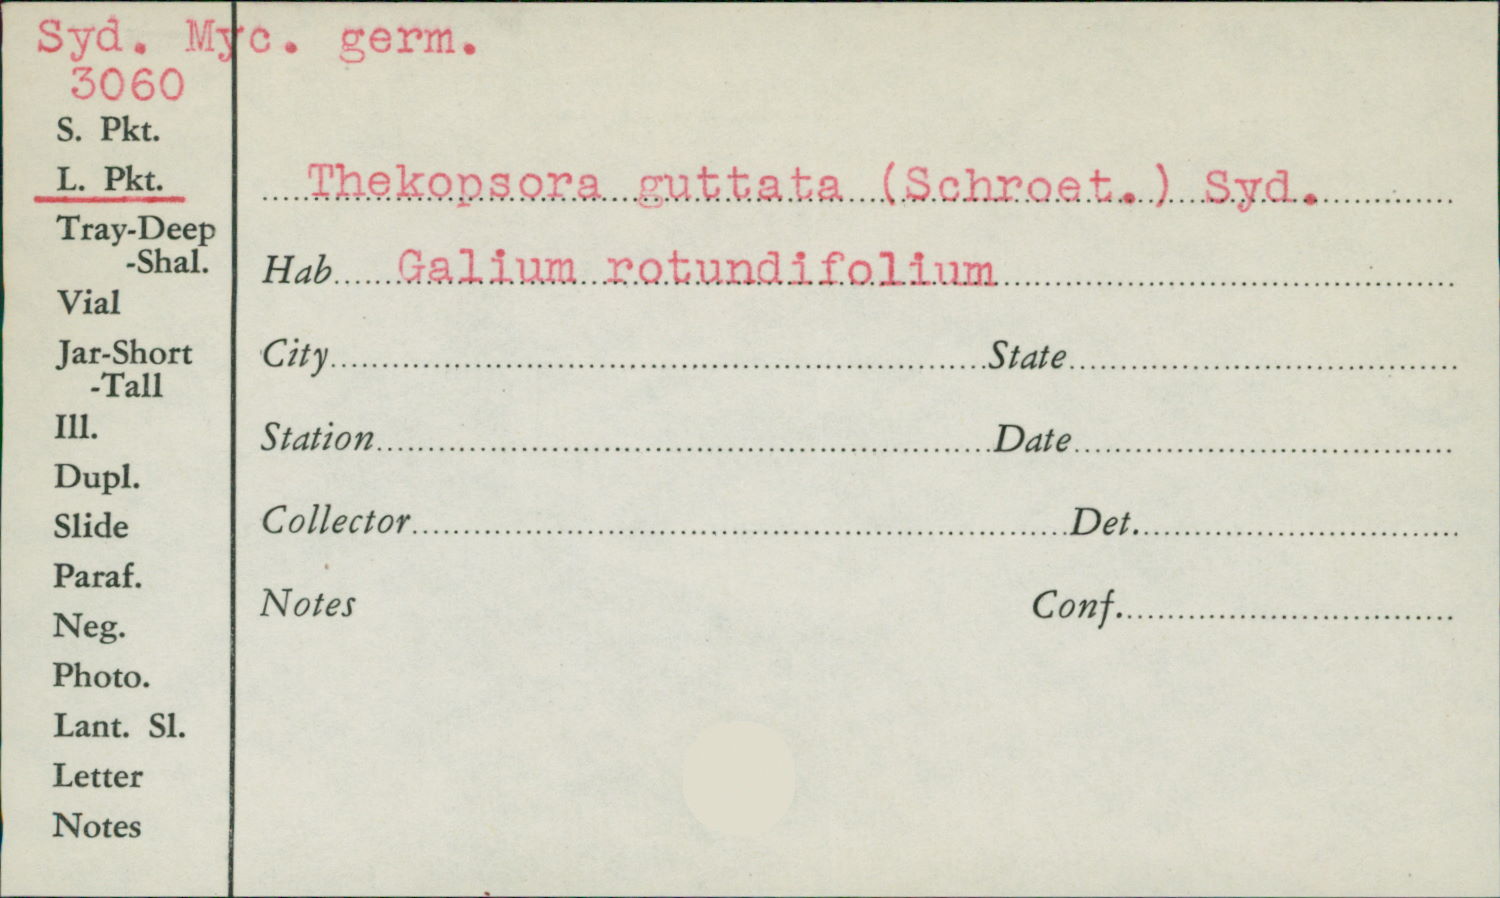 Syd. Myc. germ.
3060
S. Pkt.
L. Pkt.
Tray-Deep
-Shal.
Vial
Jar-Short
-Tall
Ill.
Dupl.
Slide
Paraf.
Neg.
Photo.
Lant. Sl.
Letter
Notes
Thekopsora guttata (Schroet.) Syd.
Hab Galium rotundifolium
City State
Station Date
Collector Det.
Notes Conf.